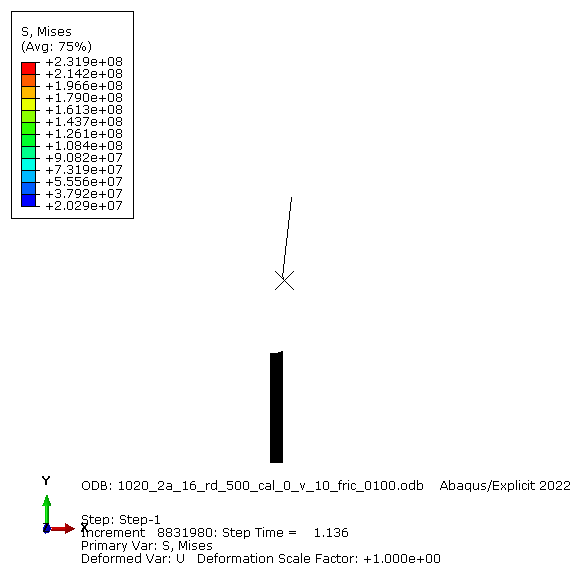 S, Mises
(Avg: 75%)
+2.319e+08
+2.142e+08
+1.966e+08
+1.790e+08
+1.613e+08
+1.437e+08
+1.261e+08
+1.084e+08
+9.082e+07
+7.319e+07
+5.556e+07
+3.792e+07
+2.029e+07
Y
X
ODB: 1020_2a_16_rd_500_cal_0_v_10_fric_0100.odb    Abaqus/Explicit 2022
Step: Step-1
Increment   8831980: Step Time =    1.136
Primary Var: S, Mises
Deformed Var: U   Deformation Scale Factor: +1.000e+00